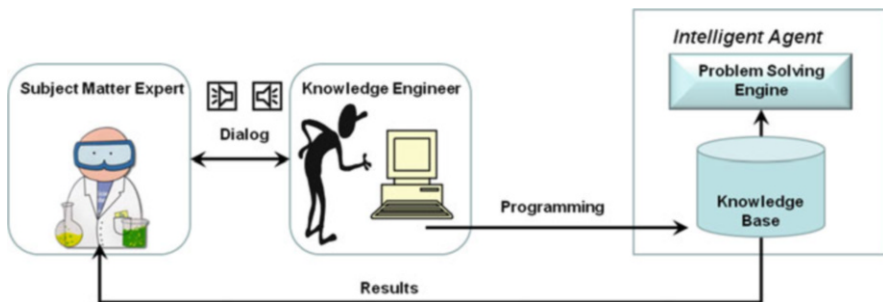 Intelligent Agent
Subject Matter Expert
Knowledge Engineer
Problem Solving
Engine
Dialog
Knowledge
Base
Programming
Results